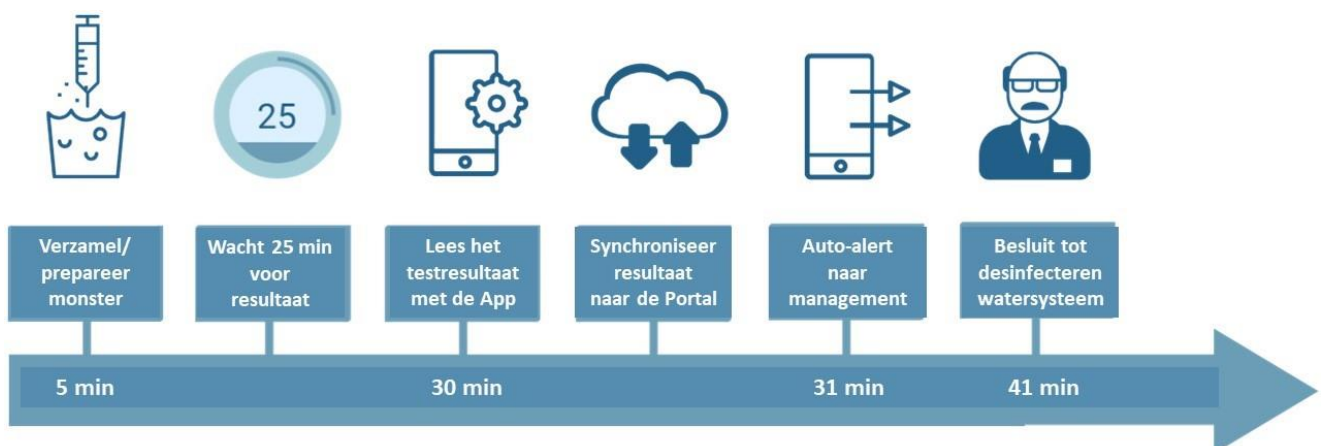 25
Verzamel/
prepareer
monster
Wacht 25 min
voor
resultaat
Lees het
testresultaat
met de App
Synchroniseer
resultaat
naar de Portal
Auto-alert
naar
management
Besluit tot
desinfecteren
watersysteem
5 min
30 min
31 min
41 min